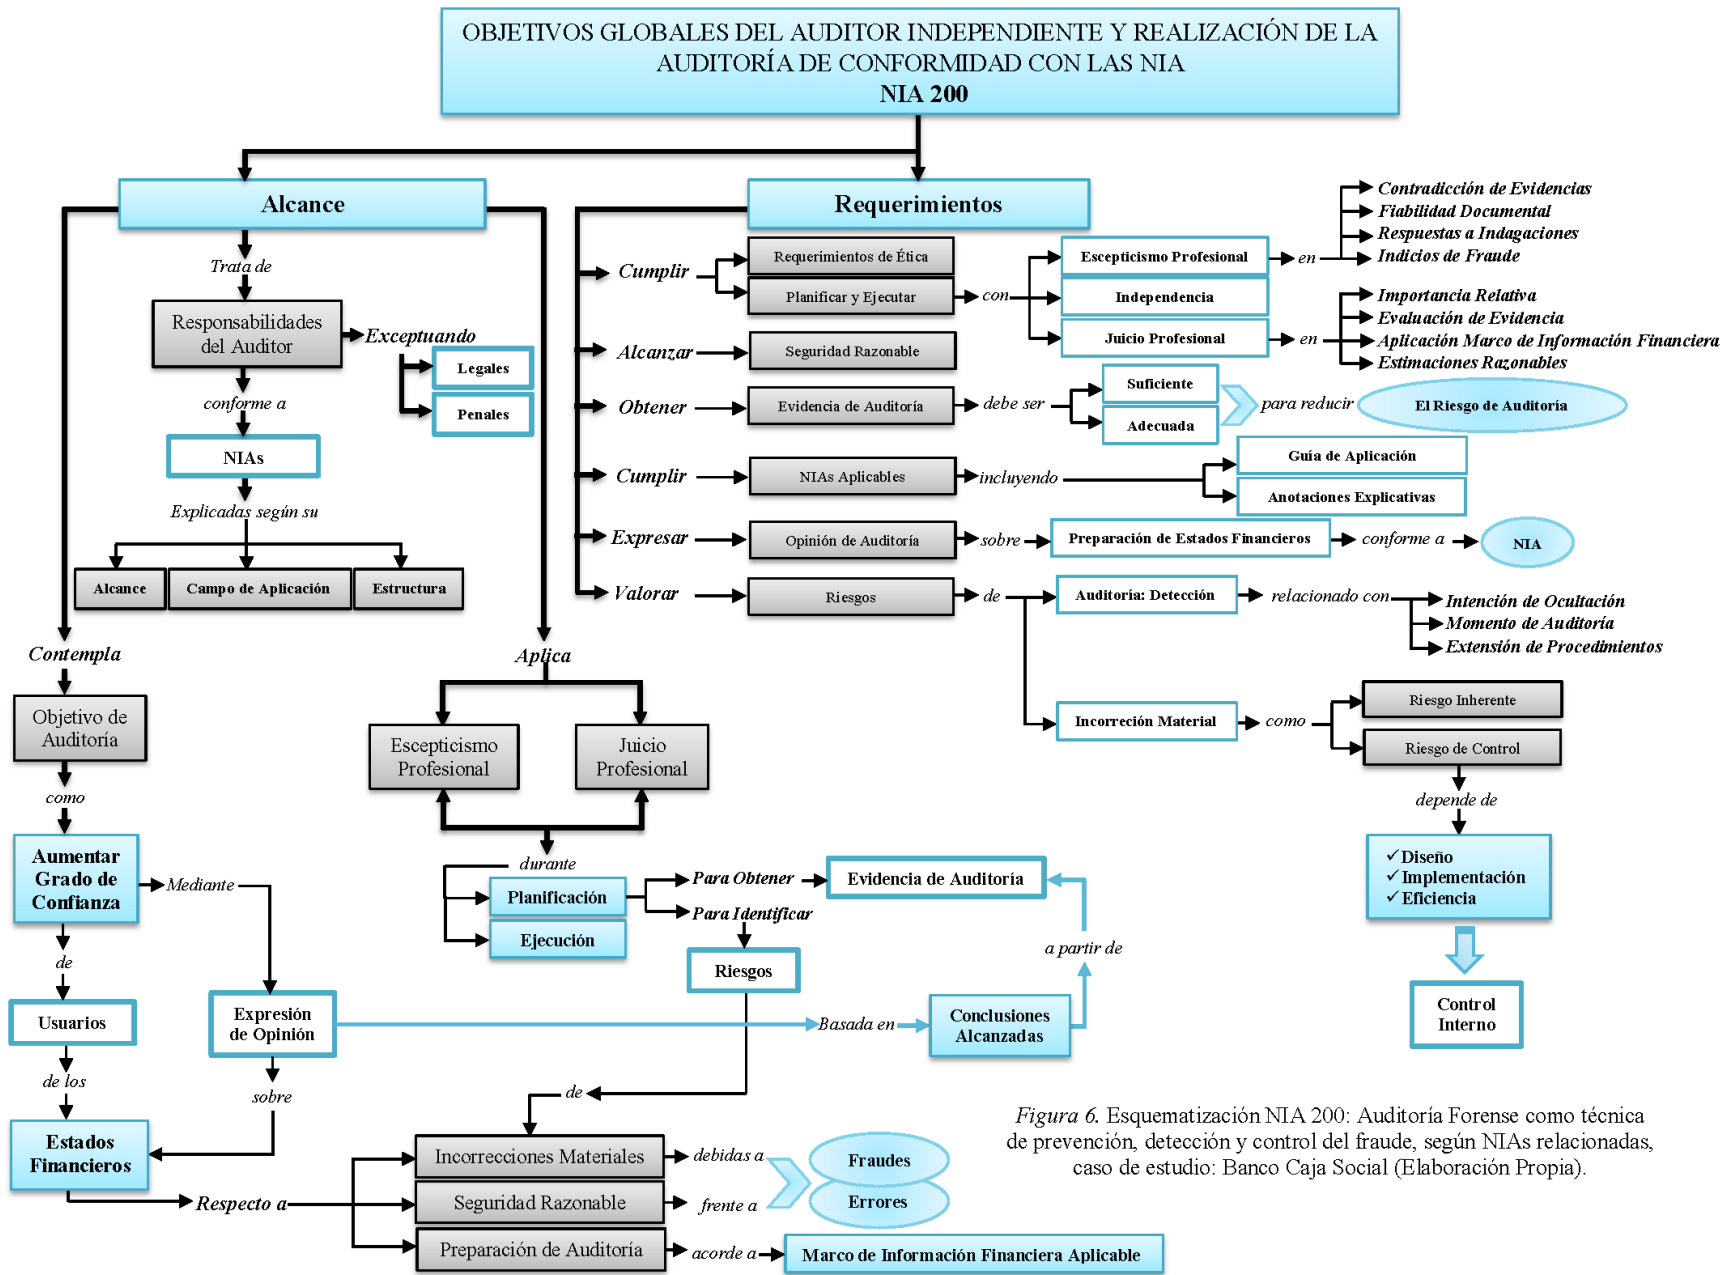 OBJETIVOS GLOBALES DEL AUDITOR INDEPENDIENTE Y REALIZACIÓN DE LA
AUDITORÍA DE CONFORMIDAD CON LAS NIA
NIA 200
Alcance
Trata de
Responsabilidades
del Auditor
Exceptuando
Legales
Penales
conforme a
NIAs
Explicadas según su
Alcance
Campo de Aplicación
Estructura
Contempla
Objetivo de
Auditoría
como
Aumentar
Grado de
Confianza
Mediante
de
Usuarios
de los
Estados
Financieros
Expresión
de Opinión
sobre
Basada en
Conclusiones
Alcanzadas
a partir de
Aplica
Escepticismo
Profesional
Juicio
Profesional
durante
Planificación
Ejecución
Para Obtener
Evidencia de Auditoría
Para Identificar
Riesgos
de
Respecto a
Incorrecciones Materiales
debidas a
Seguridad Razonable
frente a
Fraudes
Errores
Preparación de Auditoría
acorde a
Marco de Información Financiera Aplicable
Requerimientos
Cumplir
Requerimientos de Ética
Planificar y Ejecutar
con
Escepticismo Profesional
en
Contradicción de Evidencias
Fiabilidad Documental
Respuestas a Indagaciones
Indicios de Fraude
Independencia
Juicio Profesional
en
Importancia Relativa
Evaluación de Evidencia
Aplicación Marco de Información Financiera
Estimaciones Razonables
Alcanzar
Seguridad Razonable
Obtener
Evidencia de Auditoría
debe ser
Suficiente
Adecuada
para reducir
El Riesgo de Auditoría
Cumplir
NIAs Aplicables
incluyendo
Guía de Aplicación
Anotaciones Explicativas
Expresar
Opinión de Auditoría
sobre
Preparación de Estados Financieros
conforme a
NIA
Valorar
Riesgos
de
Auditoría: Detección
relacionado con
Intención de Ocultación
Momento de Auditoría
Extensión de Procedimientos
Incorreción Material
como
Riesgo Inherente
Riesgo de Control
depende de
✓ Diseño
✓ Implementación
✓ Eficiencia
Control
Interno
Figura 6. Esquematización NIA 200: Auditoría Forense como técnica
de prevención, detección y control del fraude, según NIAs relacionadas,
caso de estudio: Banco Caja Social (Elaboración Propia).